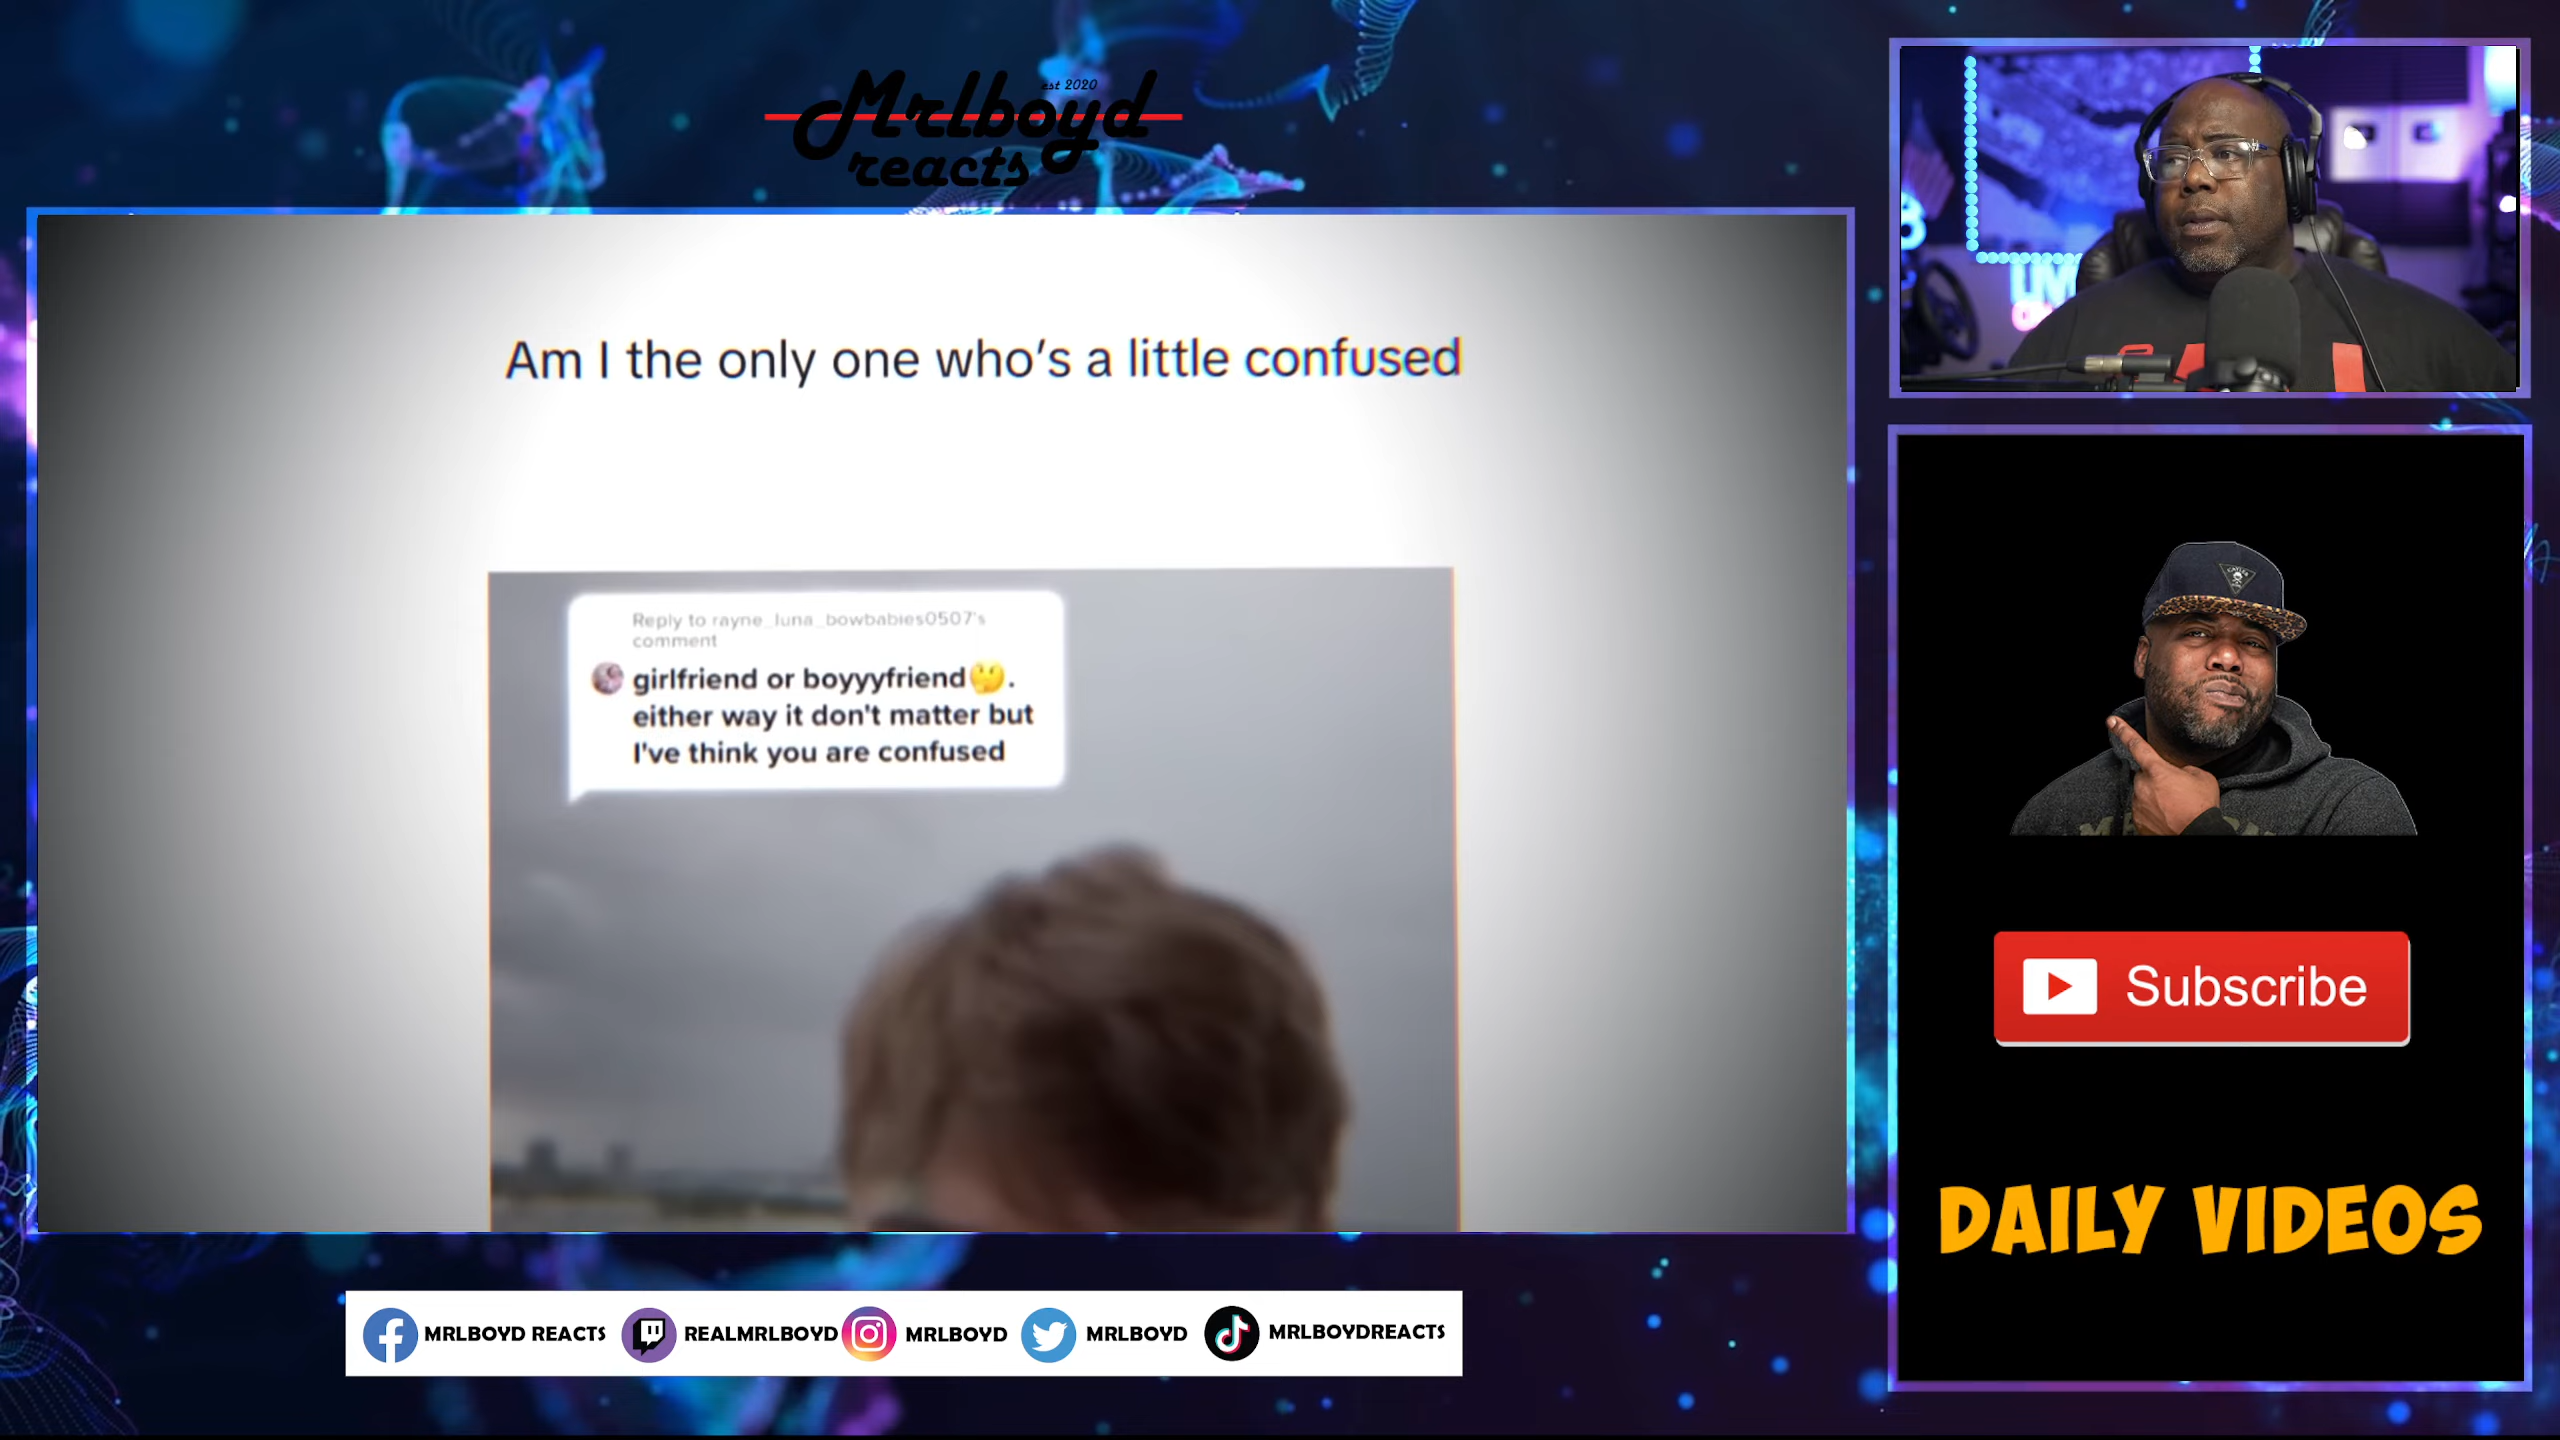 Mrlboyd
est 2020
reacts
Am I the only one who's a little confused
Reply to rayne_luna_bowbabies0507's
comment
girlfriend or boyyyfriend🤔.
either way it don't matter but
I've think you are confused
Subscribe
DAILY VIDEOS
MRLBOYD REACTS
REALMRLBOYD
MRLBOYD
MRLBOYD
MRLBOYDREACTS